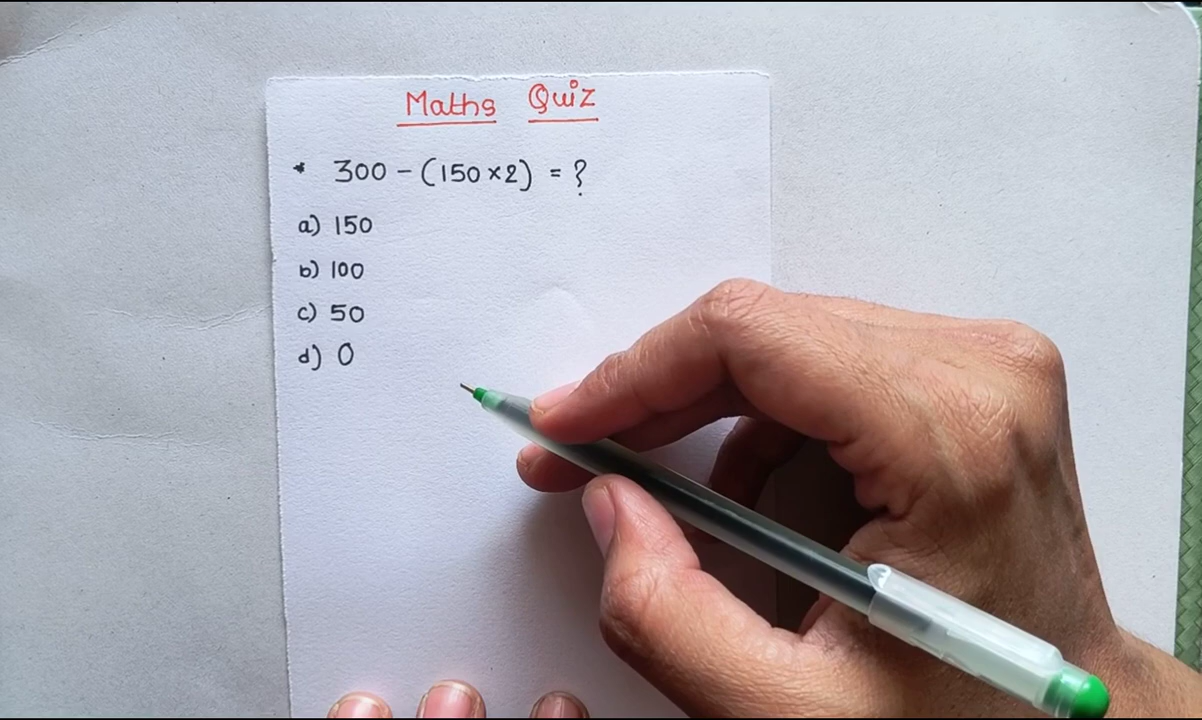 Maths Quiz
* 300 - (150 × 2) = ?
a) 150
b) 100
c) 50
d) 0